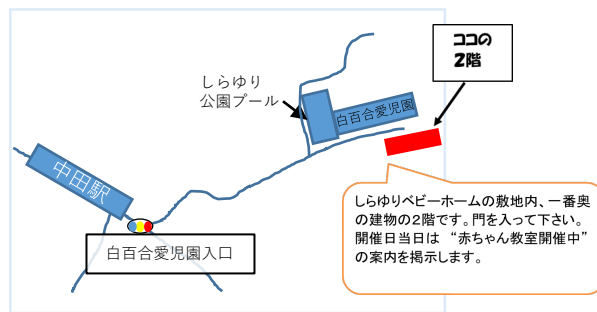 ココの
2階
しらゆり
公園プール
白百合愛児園
中田駅
白百合愛児園入口
しらゆりベビーホームの敷地内、一番奥
の建物の2階です。門を入って下さい。
開催日当日は “赤ちゃん教室開催中”
の案内を掲示します。